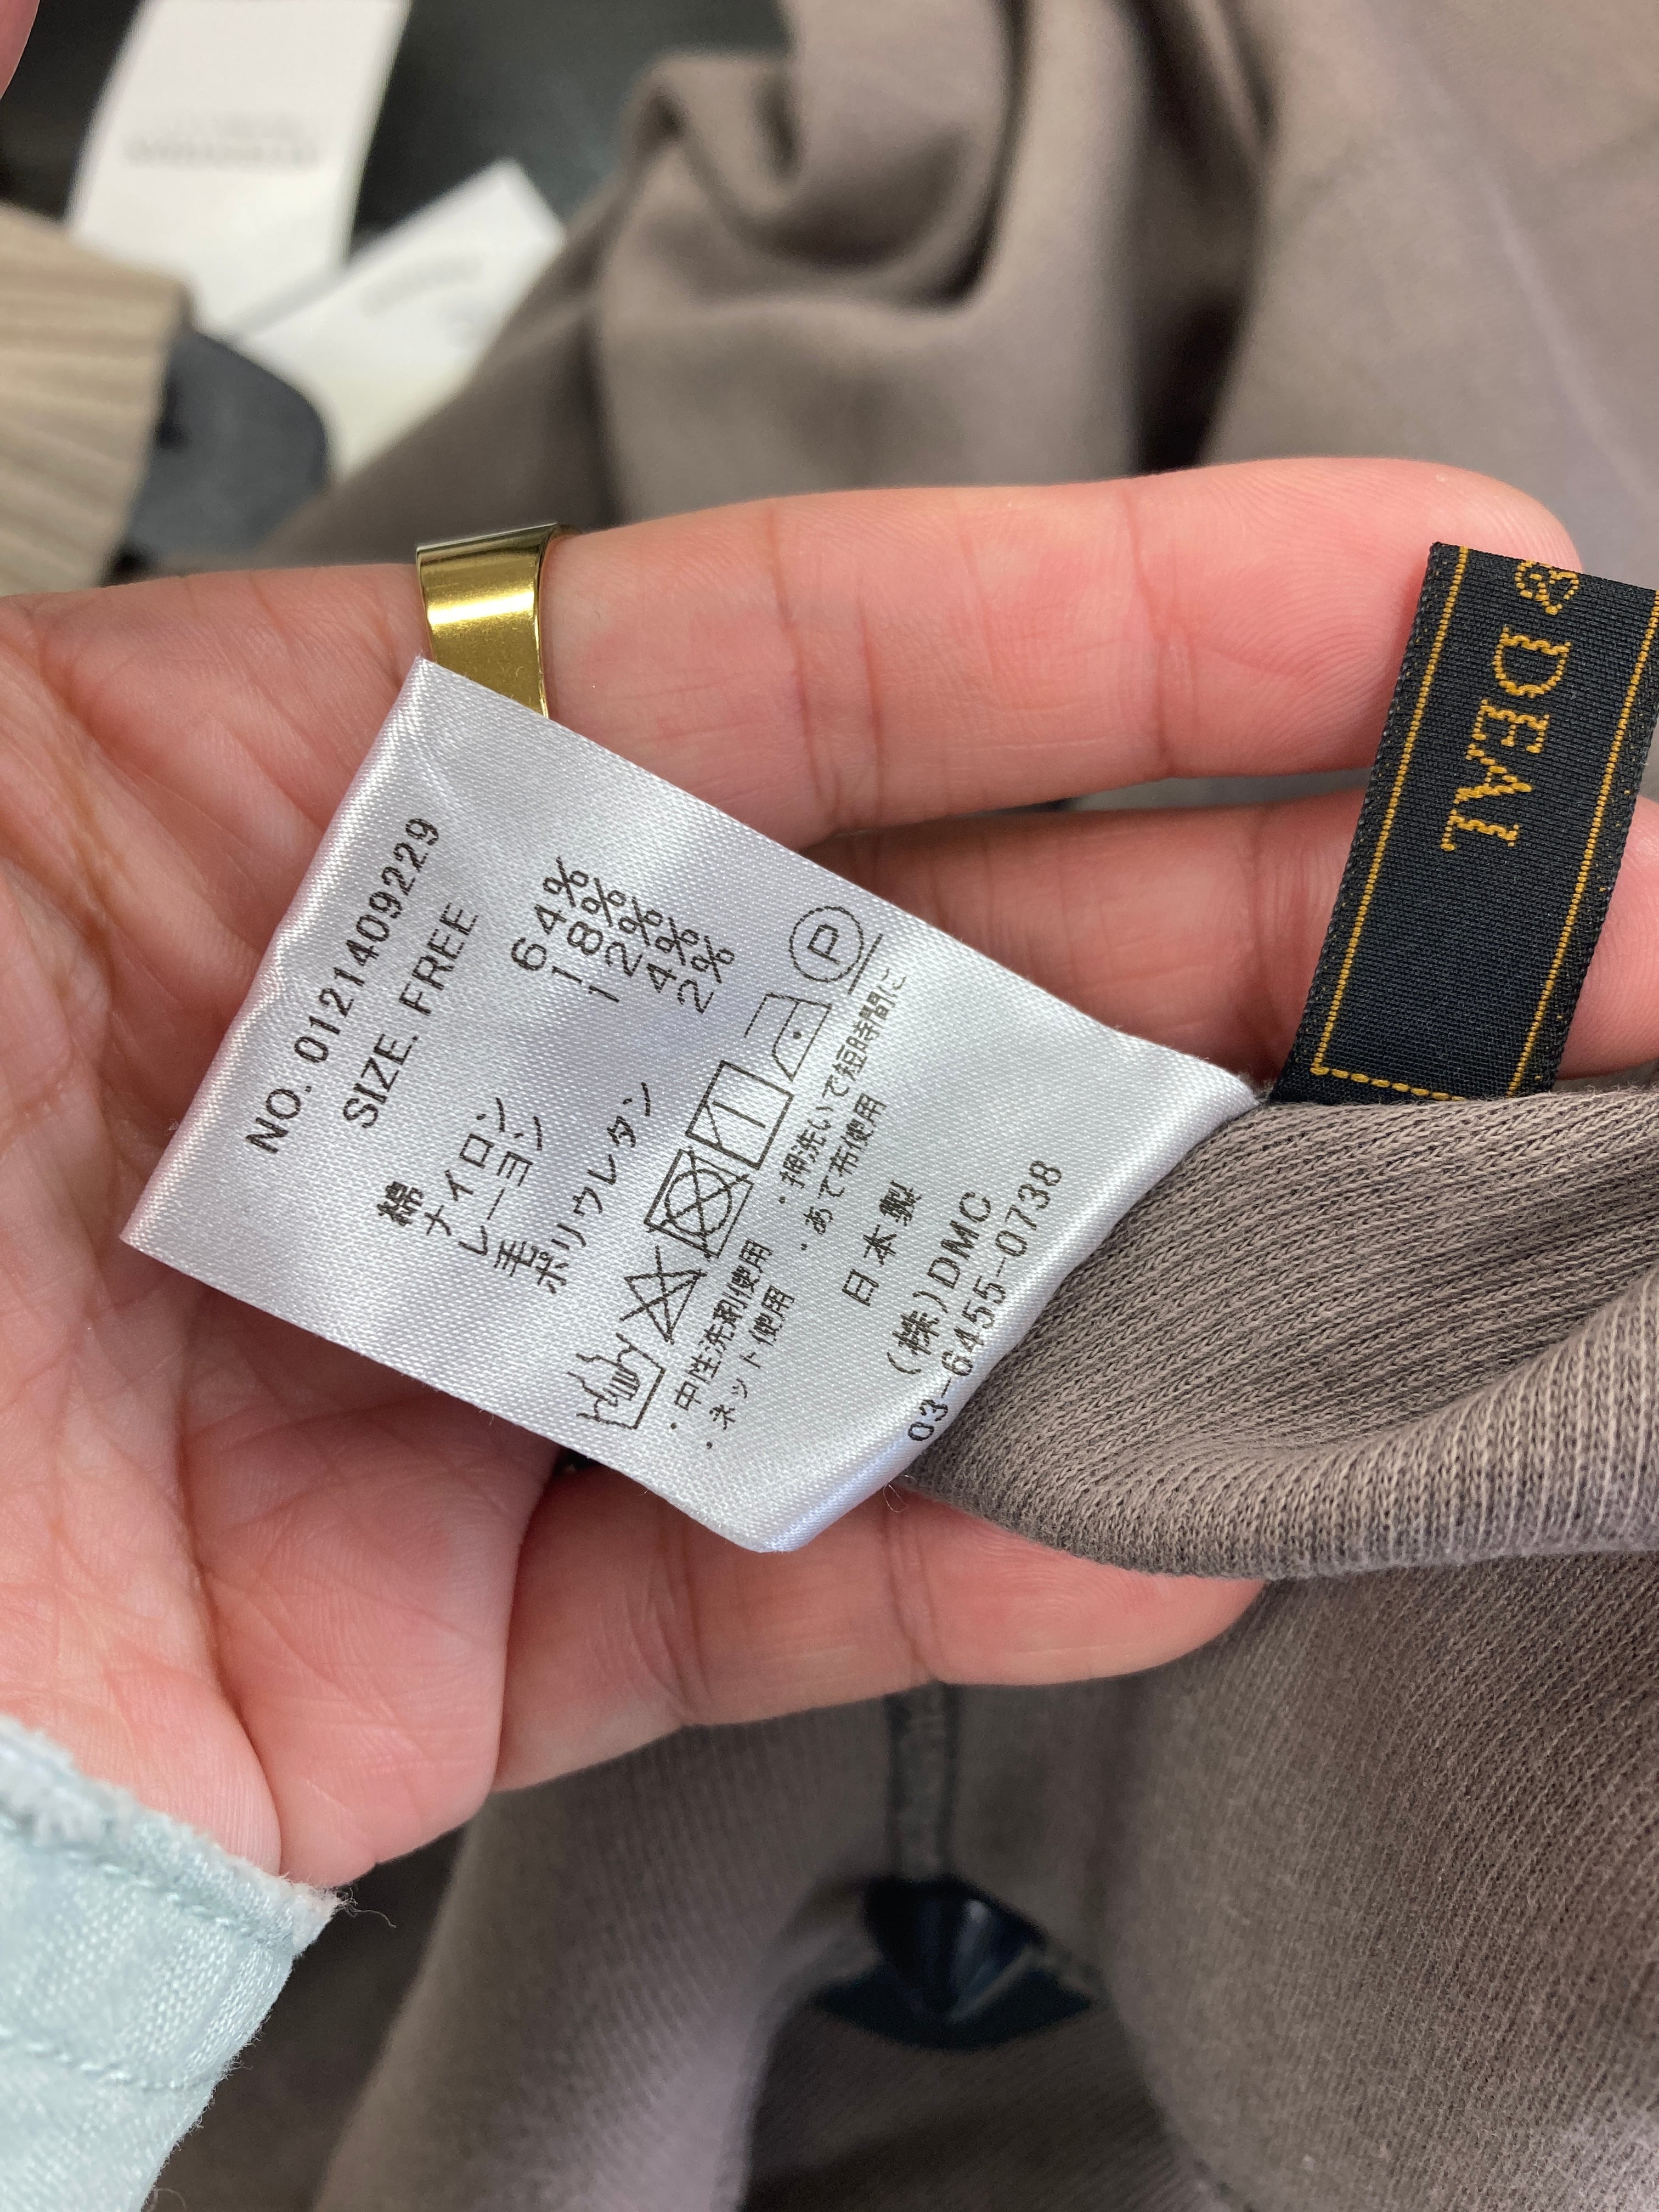 NO. 0121409229
SIZE. FREE
綿 64%
ナイロン 18%
レーヨン 12%
毛 4%
ポリウレタン 2%
P
・中性洗剤使用 ・押洗いで短時間に
・ネット使用 ・あて布使用
日本製
(株)DMC
03-6455-0738
& DEAL